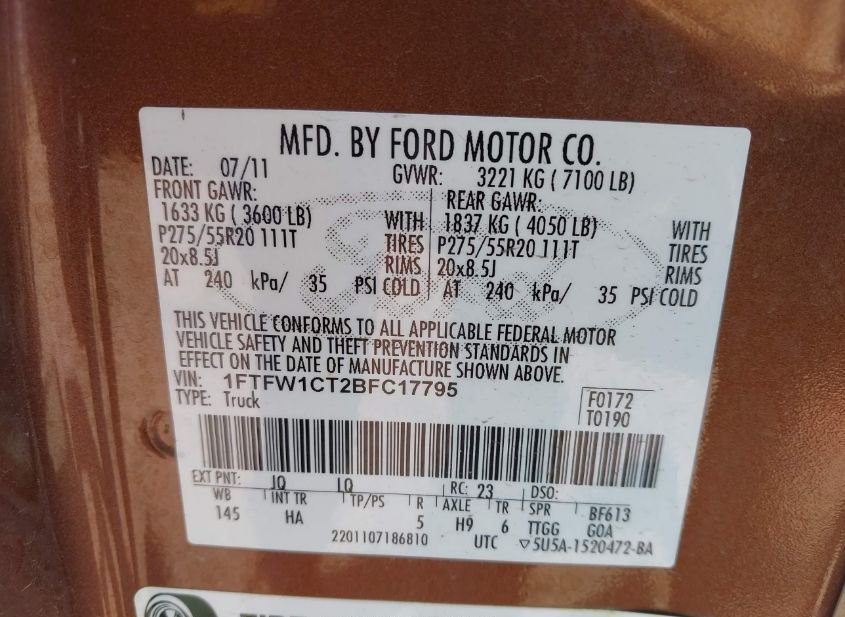 MFD. BY FORD MOTOR CO.
DATE: 07/11 GVWR: 3221 KG ( 7100 LB)
FRONT GAWR: REAR GAWR:
1633 KG ( 3600 LB) WITH 1837 KG ( 4050 LB) WITH
P275/55R20 111T TIRES P275/55R20 111T TIRES
20x8.5J RIMS 20x8.5J RIMS
AT 240 kPa/ 35 PSI COLD AT 240 kPa/ 35 PSI COLD
THIS VEHICLE CONFORMS TO ALL APPLICABLE FEDERAL MOTOR
VEHICLE SAFETY AND THEFT PREVENTION STANDARDS IN
EFFECT ON THE DATE OF MANUFACTURE SHOWN ABOVE.
VIN: 1FTFW1CT2BFC17795
TYPE: Truck
F0172
T0190
EXT PNT: JQ LQ RC: 23 DSO:
WB INT TR TP/PS R AXLE TR SPR BF613
145 HA 5 H9 6 TTGG GOA
2201107186810 UTC ▽5U5A-1520472-BA